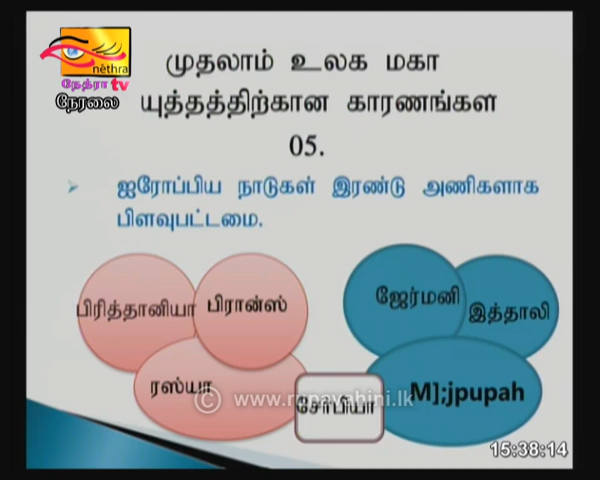 nēthra
நேத்ரா tv
நேரலை
முதலாம் உலக மகா
யுத்தத்திற்கான காரணங்கள்
05.
➢ ஐரோப்பிய நாடுகள் இரண்டு அணிகளாக
பிளவுபட்டமை.
பிரித்தானியா பிரான்ஸ்
ஜேர்மனி இத்தாலி
ரஸ்யா
சேர்பியா
M];jpupah
© www.rupavahini.lk
15:38:14